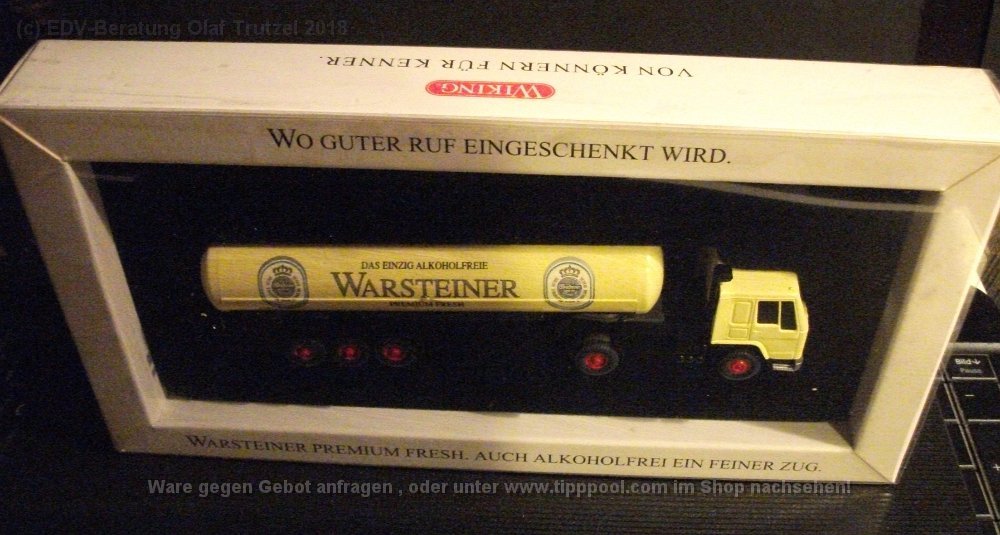 (c) EDV-Beratung Olaf Trutzel 2018
VON KÖNNERN FÜR KENNER.
WIKING
WO GUTER RUF EINGESCHENKT WIRD.
DAS EINZIG ALKOHOLFREIE
WARSTEINER
PREMIUM FRESH
WARSTEINER PREMIUM FRESH. AUCH ALKOHOLFREI EIN FEINER ZUG.
Bild↓
Pause
Ware gegen Gebot anfragen , oder unter www.tipppool.com im Shop nachsehen!